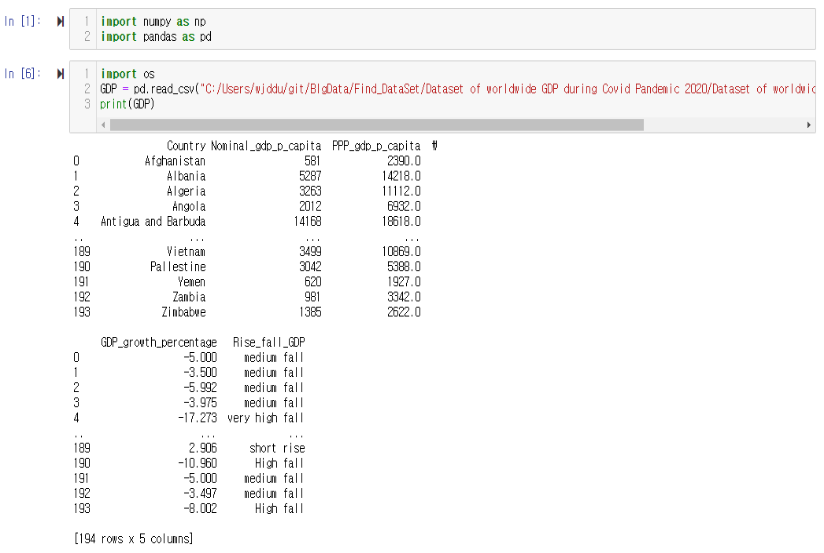 In [1]:
1 import numpy as np
2 import pandas as pd
In [6]:
1 import os
2 GDP = pd.read_csv("C:/Users/wjddu/git/BigData/Find_DataSet/Dataset of worldwide GDP during Covid Pandemic 2020/Dataset of worldwic
3 print(GDP)
Country Nominal_gdp_p_capita PPP_gdp_p_capita ₩
0 Afghanistan 581 2390.0
1 Albania 5287 14218.0
2 Algeria 3263 11112.0
3 Angola 2012 6932.0
4 Antigua and Barbuda 14168 18618.0
.. ... ... ...
189 Vietnam 3499 10869.0
190 Pallestine 3042 5388.0
191 Yemen 620 1927.0
192 Zambia 981 3342.0
193 Zimbabwe 1385 2622.0
GDP_growth_percentage Rise_fall_GDP
0 -5.000 medium fall
1 -3.500 medium fall
2 -5.992 medium fall
3 -3.975 medium fall
4 -17.273 very high fall
.. ... ...
189 2.906 short rise
190 -10.960 High fall
191 -5.000 medium fall
192 -3.497 medium fall
193 -8.002 High fall
[194 rows x 5 columns]